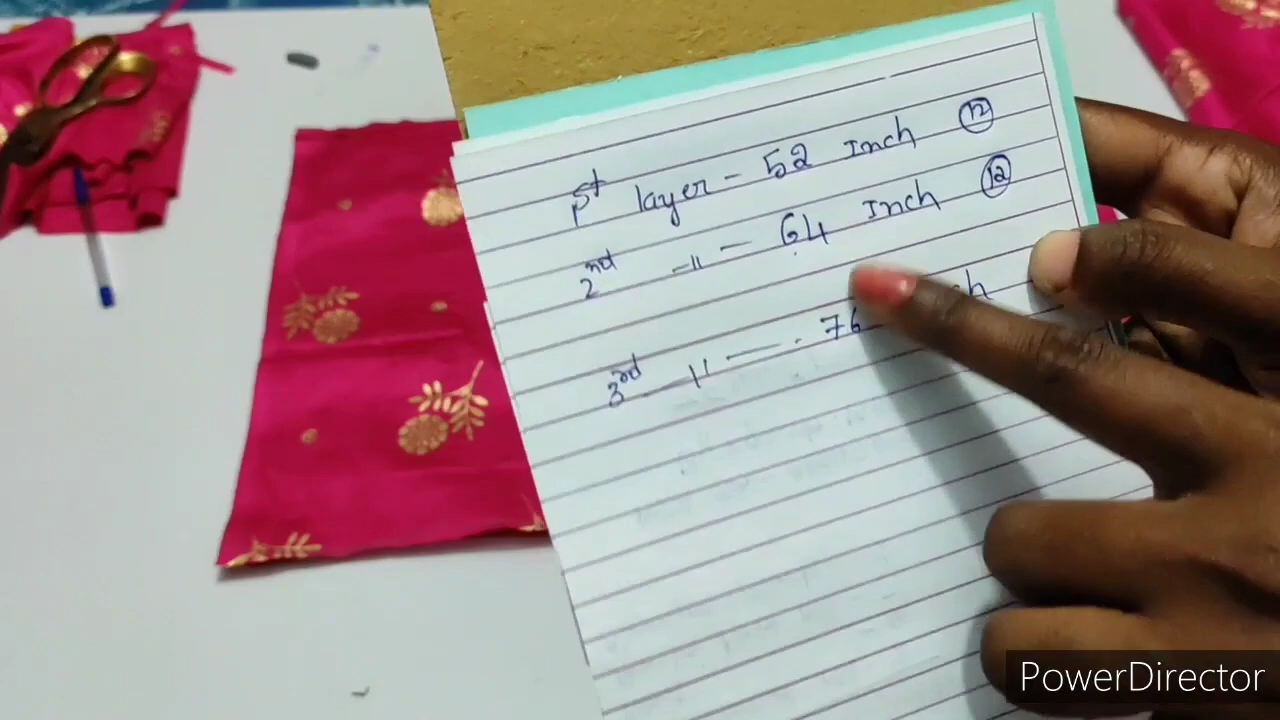 1st layer - 52 Inch 12
2nd -"- - 64 Inch 12
3rd -"- - 76
PowerDirector